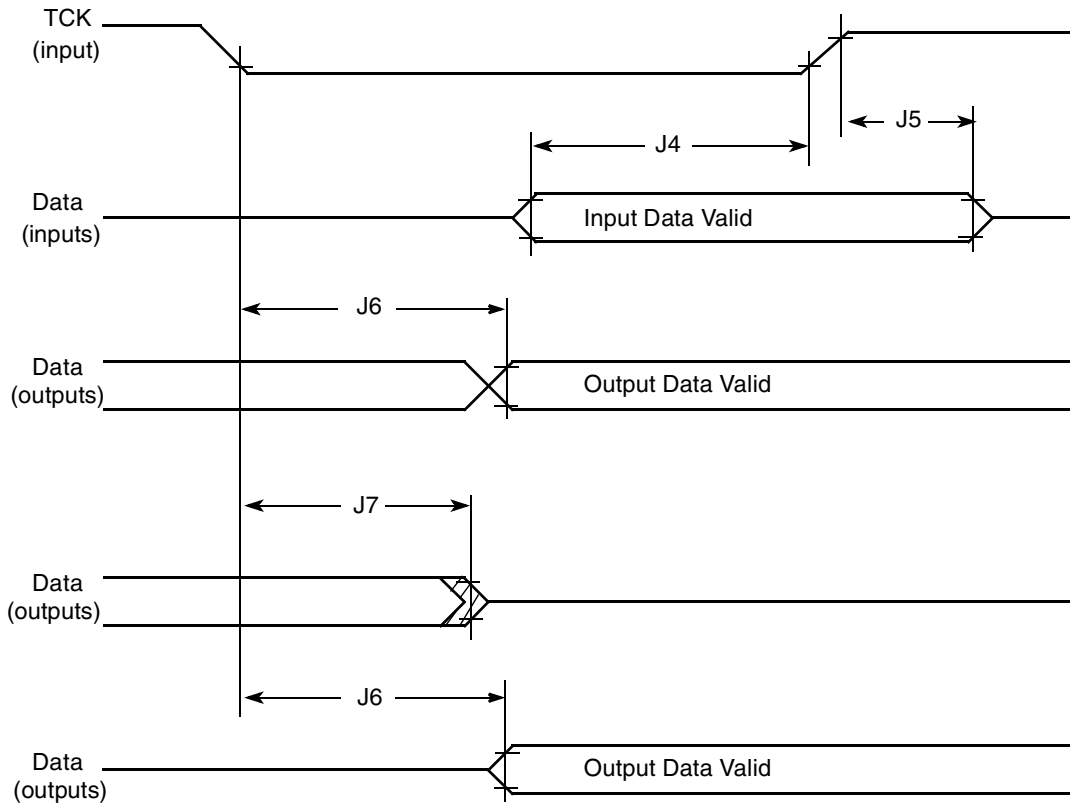 TCK
(input)
J5
J4
Data
(inputs)
Input Data Valid
J6
Data
(outputs)
Output Data Valid
J7
Data
(outputs)
J6
Data
(outputs)
Output Data Valid